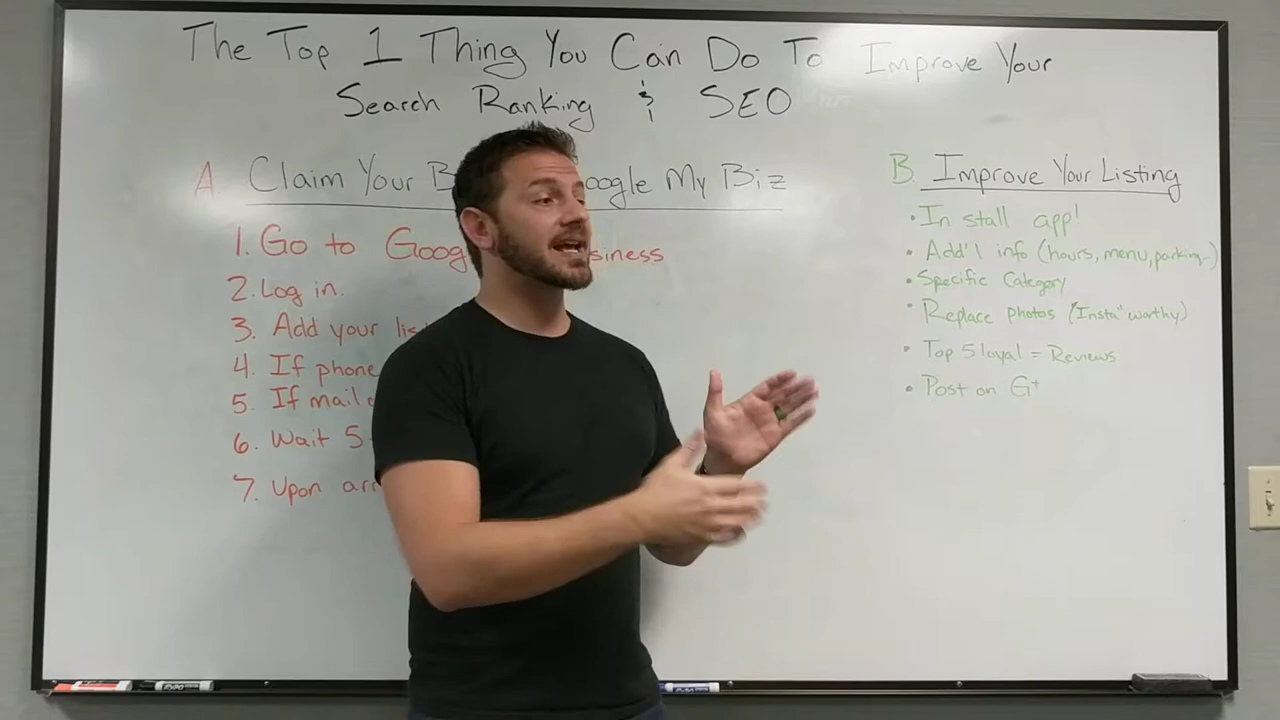 The Top 1 Thing You Can Do To Improve Your
Search Ranking & SEO
A Claim Your B oogle My Biz
1. Go to Goog siness
2. Log in.
3. Add your lis
4. If phone
5. If mail
6. Wait 5
7. Upon arr
B. Improve Your Listing
• Install app!
• Add'l info (hours, menu, parking..)
• Specific Category
• Replace photos ("Insta" worthy)
• Top 5 loyal = Reviews
• Post on G+
EXPO